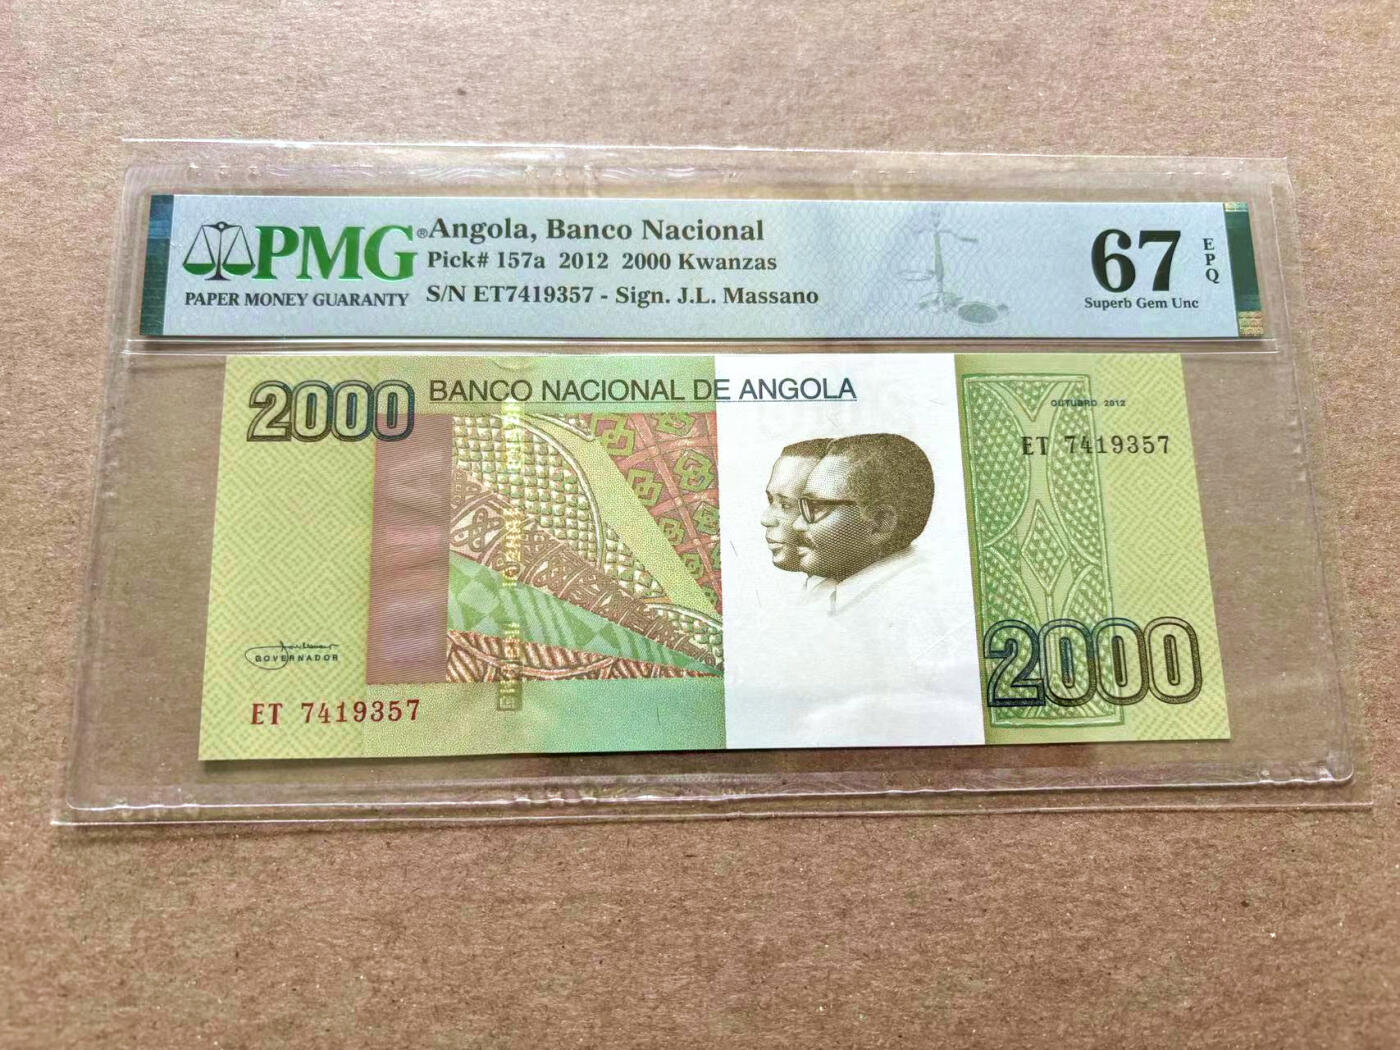 PMG®
PAPER MONEY GUARANTY
Angola, Banco Nacional
Pick# 157a 2012 2000 Kwanzas
S/N ET7419357 - Sign. J.L. Massano
67
EPQ
Superb Gem Unc
2000 BANCO NACIONAL DE ANGOLA
OUTUBRO 2012
ET 7419357
GOVERNADOR
ET 7419357
2000